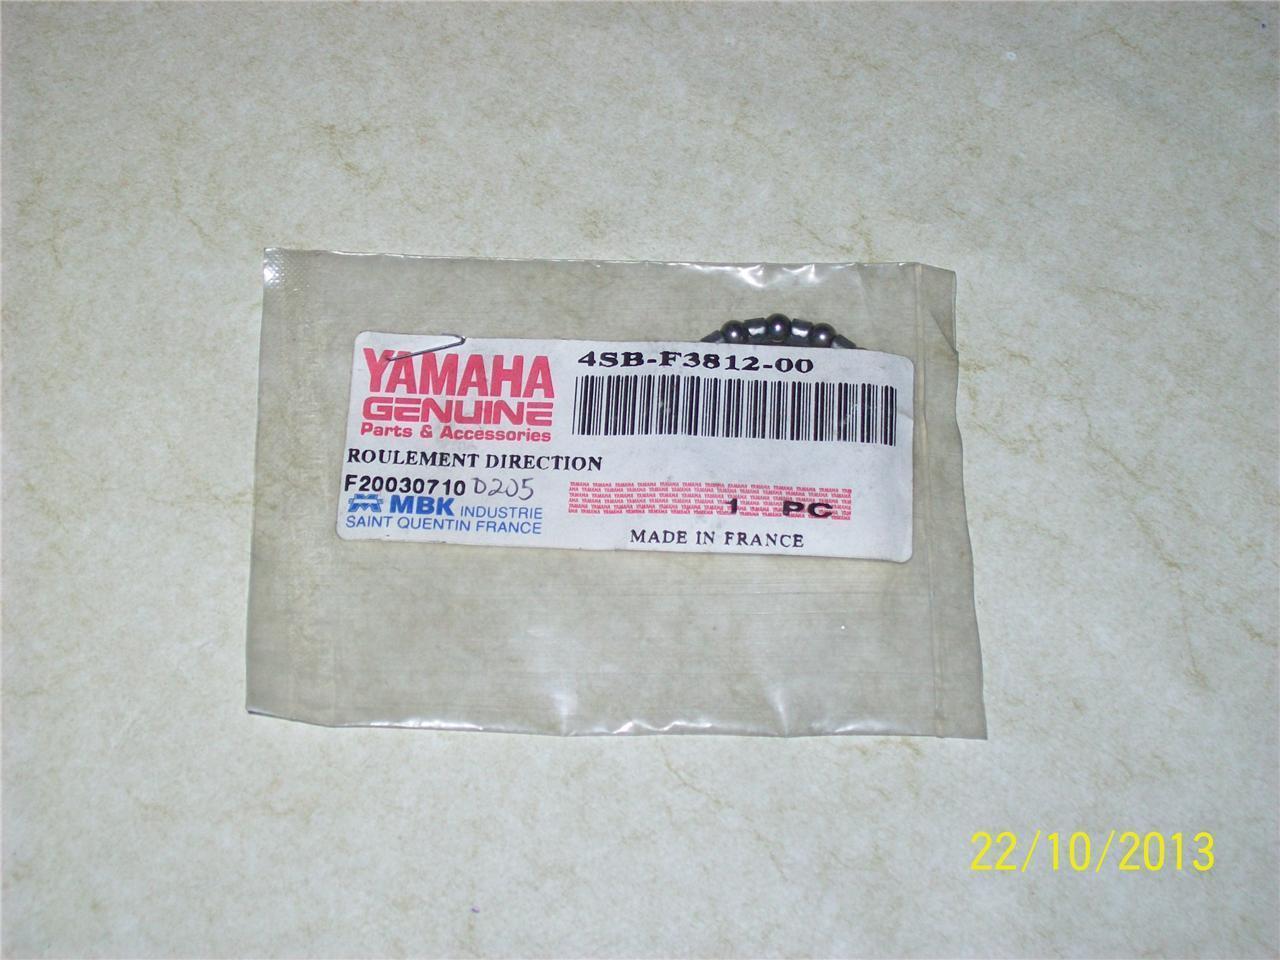 YAMAHA
GENUINE
Parts & Accessories
4SB-F3812-00
ROULEMENT DIRECTION
F20030710 0205
MBK INDUSTRIE
SAINT QUENTIN FRANCE
1 PC
MADE IN FRANCE
22/10/2013